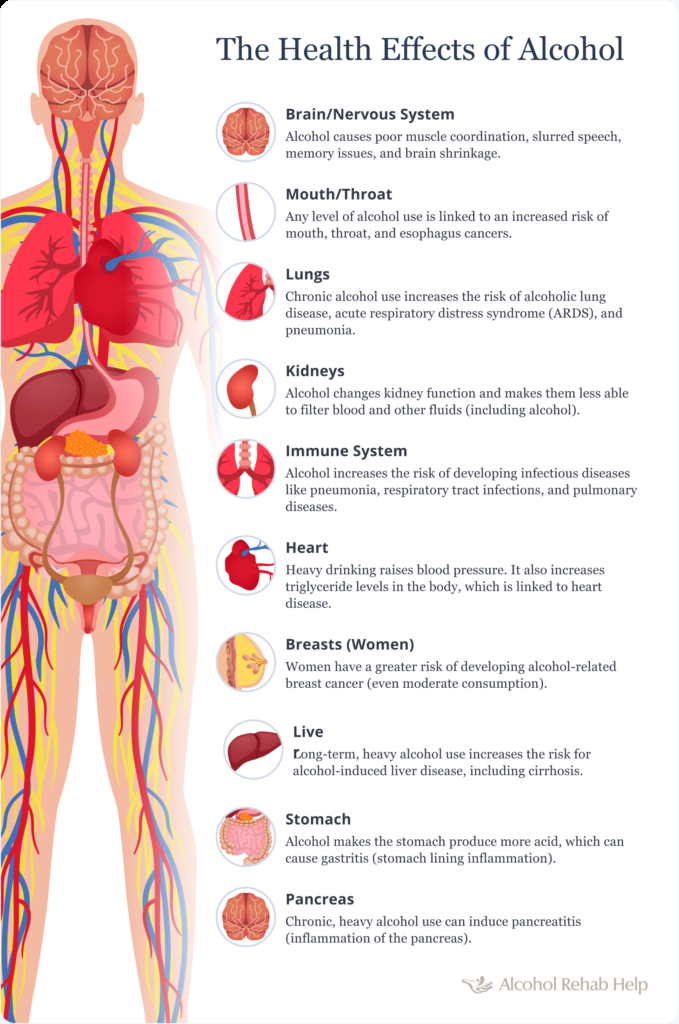 The Health Effects of Alcohol
Brain/Nervous System
Alcohol causes poor muscle coordination, slurred speech,
memory issues, and brain shrinkage.
Mouth/Throat
Any level of alcohol use is linked to an increased risk of
mouth, throat, and esophagus cancers.
Lungs
Chronic alcohol use increases the risk of alcoholic lung
disease, acute respiratory distress syndrome (ARDS), and
pneumonia.
Kidneys
Alcohol changes kidney function and makes them less able
to filter blood and other fluids (including alcohol).
Immune System
Alcohol increases the risk of developing infectious diseases
like pneumonia, respiratory tract infections, and pulmonary
diseases.
Heart
Heavy drinking raises blood pressure. It also increases
triglyceride levels in the body, which is linked to heart
disease.
Breasts (Women)
Women have a greater risk of developing alcohol-related
breast cancer (even moderate consumption).
Live
r
Long-term, heavy alcohol use increases the risk for
alcohol-induced liver disease, including cirrhosis.
Stomach
Alcohol makes the stomach produce more acid, which can
cause gastritis (stomach lining inflammation).
Pancreas
Chronic, heavy alcohol use can induce pancreatitis
(inflammation of the pancreas).
Alcohol Rehab Help